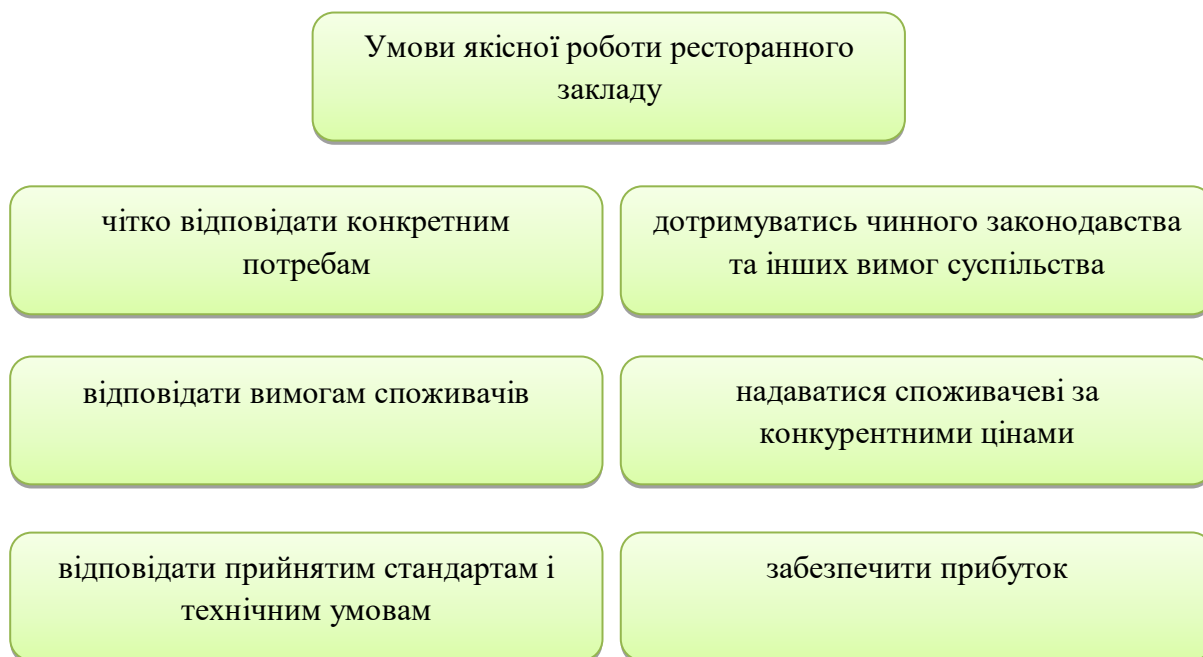 Умови якісної роботи ресторанного
закладу
чітко відповідати конкретним
потребам
дотримуватись чинного законодавства
та інших вимог суспільства
відповідати вимогам споживачів
надаватися споживачеві за
конкурентними цінами
відповідати прийнятим стандартам і
технічним умовам
забезпечити прибуток